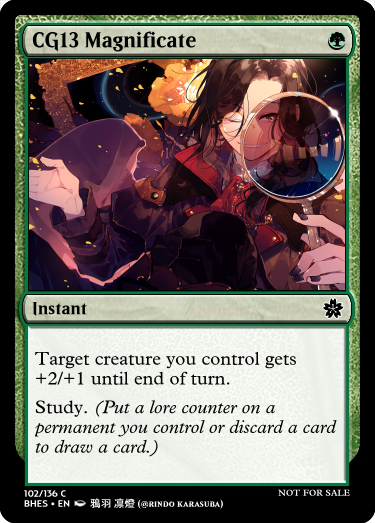 CG13 Magnificate
Instant
Target creature you control gets
+2/+1 until end of turn.
Study. (Put a lore counter on a
permanent you control or discard a card
to draw a card.)
102/136 C
NOT FOR SALE
BHES • EN 鴉羽 凛燈 (@RINDO KARASUBA)